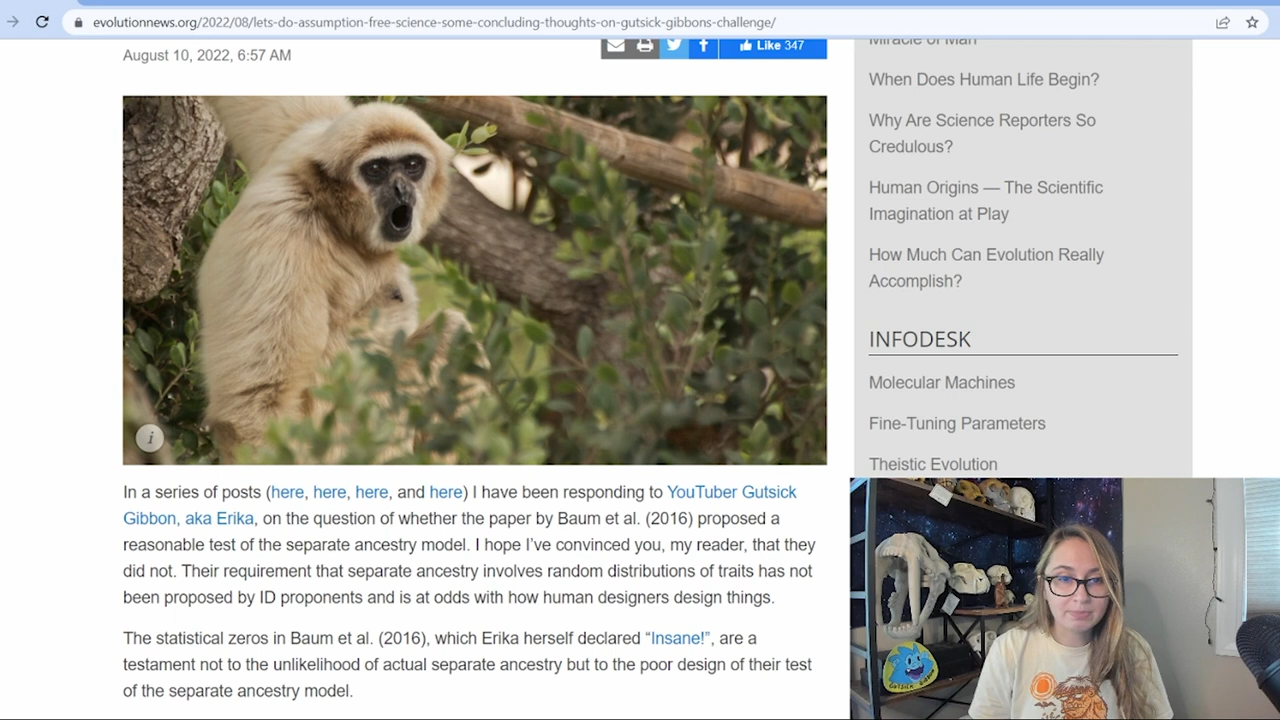 evolutionnews.org/2022/08/lets-do-assumption-free-science-some-concluding-thoughts-on-gutsick-gibbons-challenge/
August 10, 2022, 6:57 AM
Like 347
In a series of posts (here, here, here, and here) I have been responding to YouTuber Gutsick
Gibbon, aka Erika, on the question of whether the paper by Baum et al. (2016) proposed a
reasonable test of the separate ancestry model. I hope I've convinced you, my reader, that they
did not. Their requirement that separate ancestry involves random distributions of traits has not
been proposed by ID proponents and is at odds with how human designers design things.
The statistical zeros in Baum et al. (2016), which Erika herself declared “Insane!”, are a
testament not to the unlikelihood of actual separate ancestry but to the poor design of their test
of the separate ancestry model.
Miracle of Man
When Does Human Life Begin?
Why Are Science Reporters So
Credulous?
Human Origins — The Scientific
Imagination at Play
How Much Can Evolution Really
Accomplish?
INFODESK
Molecular Machines
Fine-Tuning Parameters
Theistic Evolution
GUTSICK GIBBON